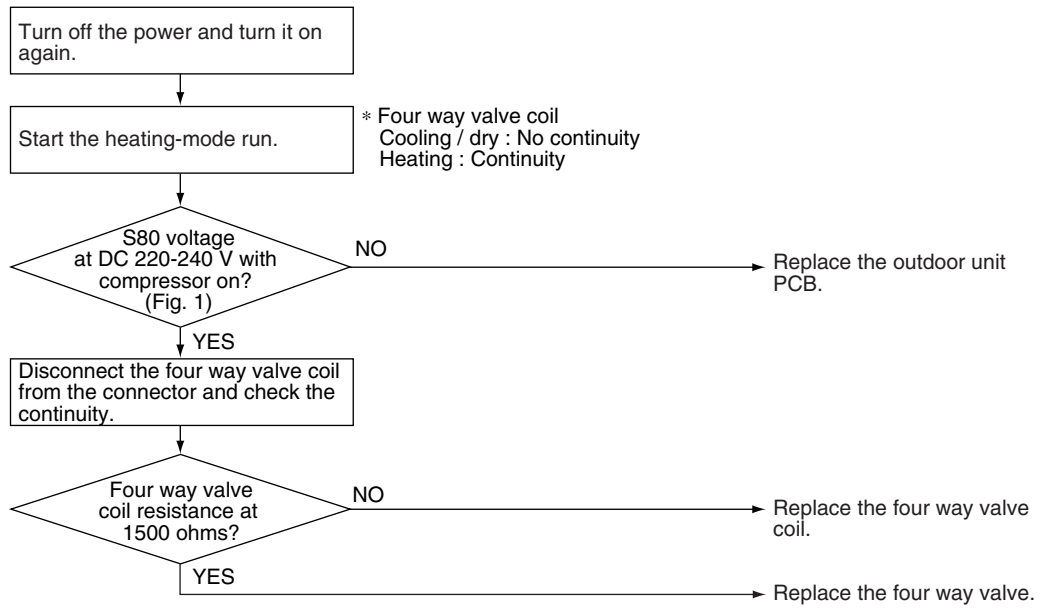 Turn off the power and turn it on
again.
Start the heating-mode run.
* Four way valve coil
Cooling / dry : No continuity
Heating : Continuity
S80 voltage
at DC 220-240 V with
compressor on?
(Fig. 1)
NO
Replace the outdoor unit
PCB.
YES
Disconnect the four way valve coil
from the connector and check the
continuity.
Four way valve
coil resistance at
1500 ohms?
NO
Replace the four way valve
coil.
YES
Replace the four way valve.